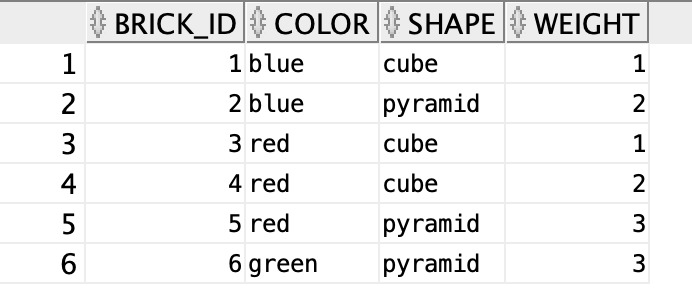 BRICK_ID COLOR SHAPE WEIGHT
1 1 blue cube 1
2 2 blue pyramid 2
3 3 red cube 1
4 4 red cube 2
5 5 red pyramid 3
6 6 green pyramid 3